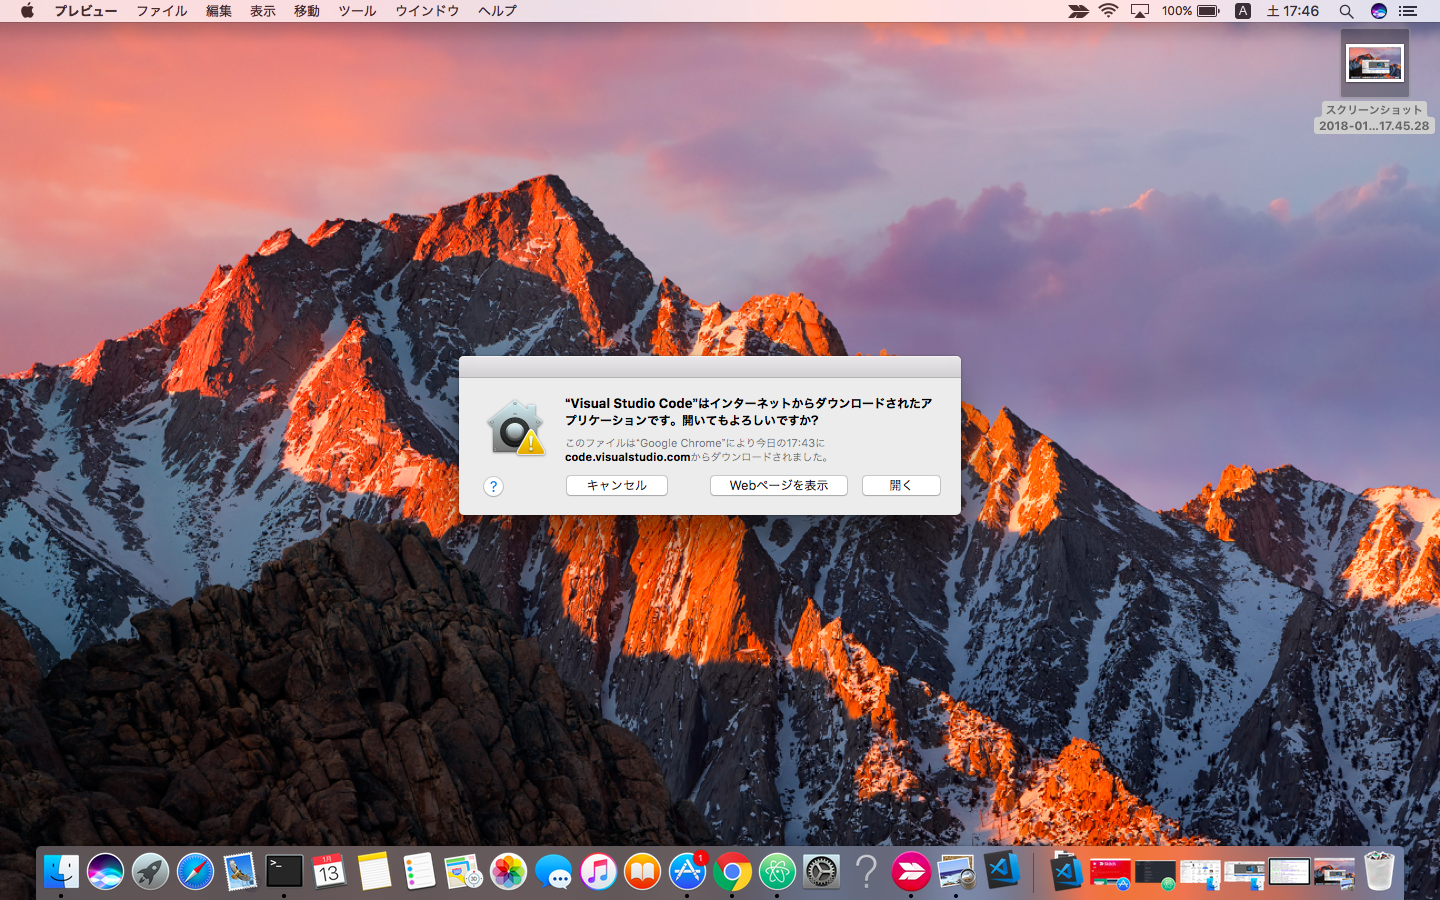 プレビュー ファイル 編集 表示 移動 ツール ウインドウ ヘルプ 100% A 土 17:46
スクリーンショット
2018-01...17.45.28
“Visual Studio Code”はインターネットからダウンロードされたア
プリケーションです。開いてもよろしいですか?
このファイルは“Google Chrome”により今日の17:43に
code.visualstudio.comからダウンロードされました。
? キャンセル Webページを表示 開く
1月
13
1